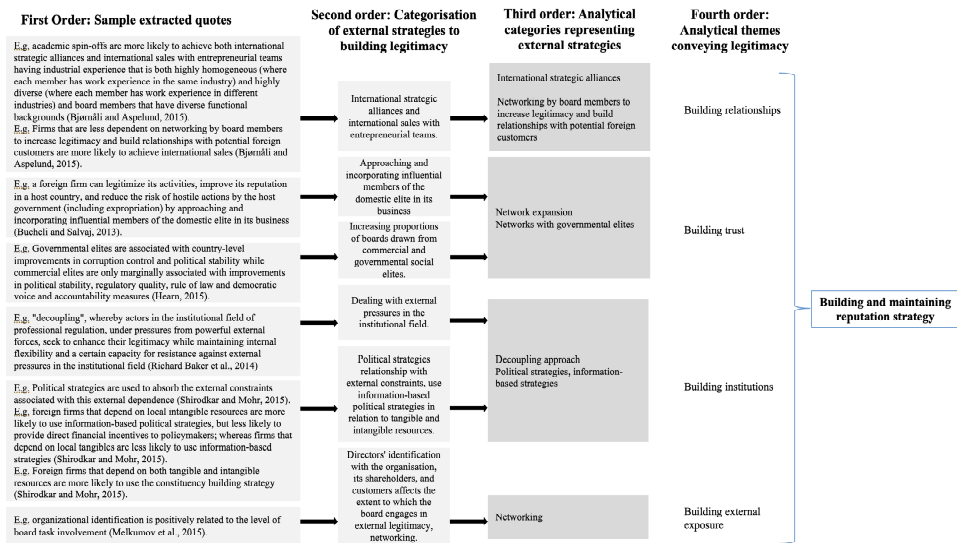 First Order: Sample extracted quotes
E.g, academic spin-offs are more likely to achieve both international
strategic alliances and international sales with entrepreneurial teams
having industrial experience that is both highly homogeneous (where
each member has work experience in the same industry) and highly
diverse (where each member has work experience in different
industries) and board members that have diverse functional
backgrounds (Bjørnåli and Aspelund, 2015).
E.g, Firms that are less dependent on networking by board members
to increase legitimacy and build relationships with potential foreign
customers are more likely to achieve international sales (Bjørnåli and
Aspelund, 2015).
E.g, a foreign firm can legitimize its activities, improve its reputation
in a host country, and reduce the risk of hostile actions by the host
government (including expropriation) by approaching and
incorporating influential members of the domestic elite in its business
(Bucheli and Salvaj, 2013).
E.g, Governmental elites are associated with country-level
improvements in corruption control and political stability while
commercial elites are only marginally associated with improvements
in political stability, regulatory quality, rule of law and democratic
voice and accountability measures (Hearn, 2015).
E.g, "decoupling", whereby actors in the institutional field of
professional regulation, under pressures from powerful external
forces, seek to enhance their legitimacy while maintaining internal
flexibility and a certain capacity for resistance against external
pressures in the institutional field (Richard Baker et al., 2014)
E.g, Political strategies are used to absorb the external constraints
associated with this external dependence (Shirodkar and Mohr, 2015).
E.g, foreign firms that depend on local intangible resources are more
likely to use information-based political strategies, but less likely to
provide direct financial incentives to policymakers; whereas firms that
depend on local tangibles are less likely to use information-based
strategies (Shirodkar and Mohr, 2015).
E.g. Foreign firms that depend on both tangible and intangible
resources are more likely to use the constituency building strategy
(Shirodkar and Mohr, 2015).
E.g. organizational identification is positively related to the level of
board task involvement (Melkumov et al., 2015).
Second order: Categorisation
of external strategies to
building legitimacy
International strategic
alliances and
international sales with
entrepreneurial teams.
Approaching and
incorporating influential
members of the
domestic elite in its
business
Increasing proportions
of boards drawn from
commercial and
governmental social
elites.
Dealing with external
pressures in the
institutional field.
Political strategies
relationship with
external constraints, use
information-based
political strategies in
relation to tangible and
intangible resources.
Directors' identification
with the organisation,
its shareholders, and
customers affects the
extent to which the
board engages in
external legitimacy,
networking.
Third order: Analytical
categories representing
external strategies
International strategic alliances
Networking by board members to
increase legitimacy and build
relationships with potential foreign
customers
Network expansion
Networks with governmental elites
Decoupling approach
Political strategies, information-
based strategies
Networking
Fourth order:
Analytical themes
conveying legitimacy
Building relationships
Building trust
Building institutions
Building external
exposure
Building and maintaining
reputation strategy